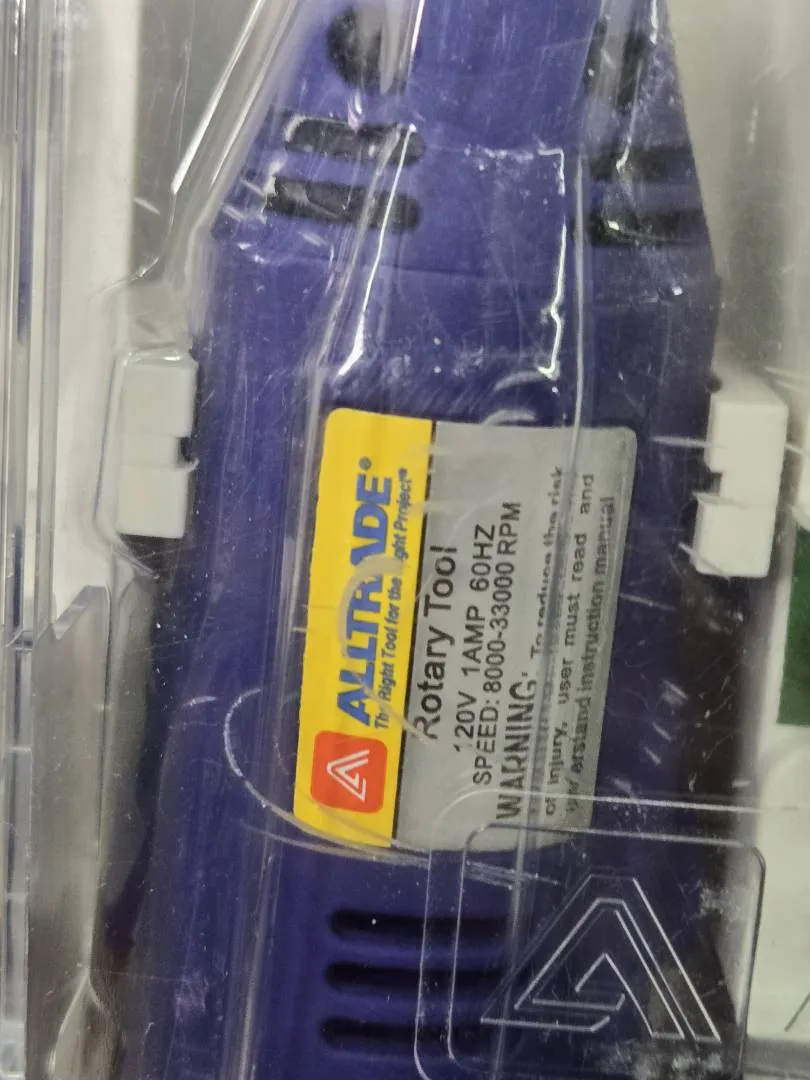 ALLTRADE®
The Right Tool for the Right Project®
Rotary Tool
120V 1AMP 60HZ
SPEED: 8000-33000 RPM
WARNING: To reduce the risk
of injury, user must read and
understand instruction manual